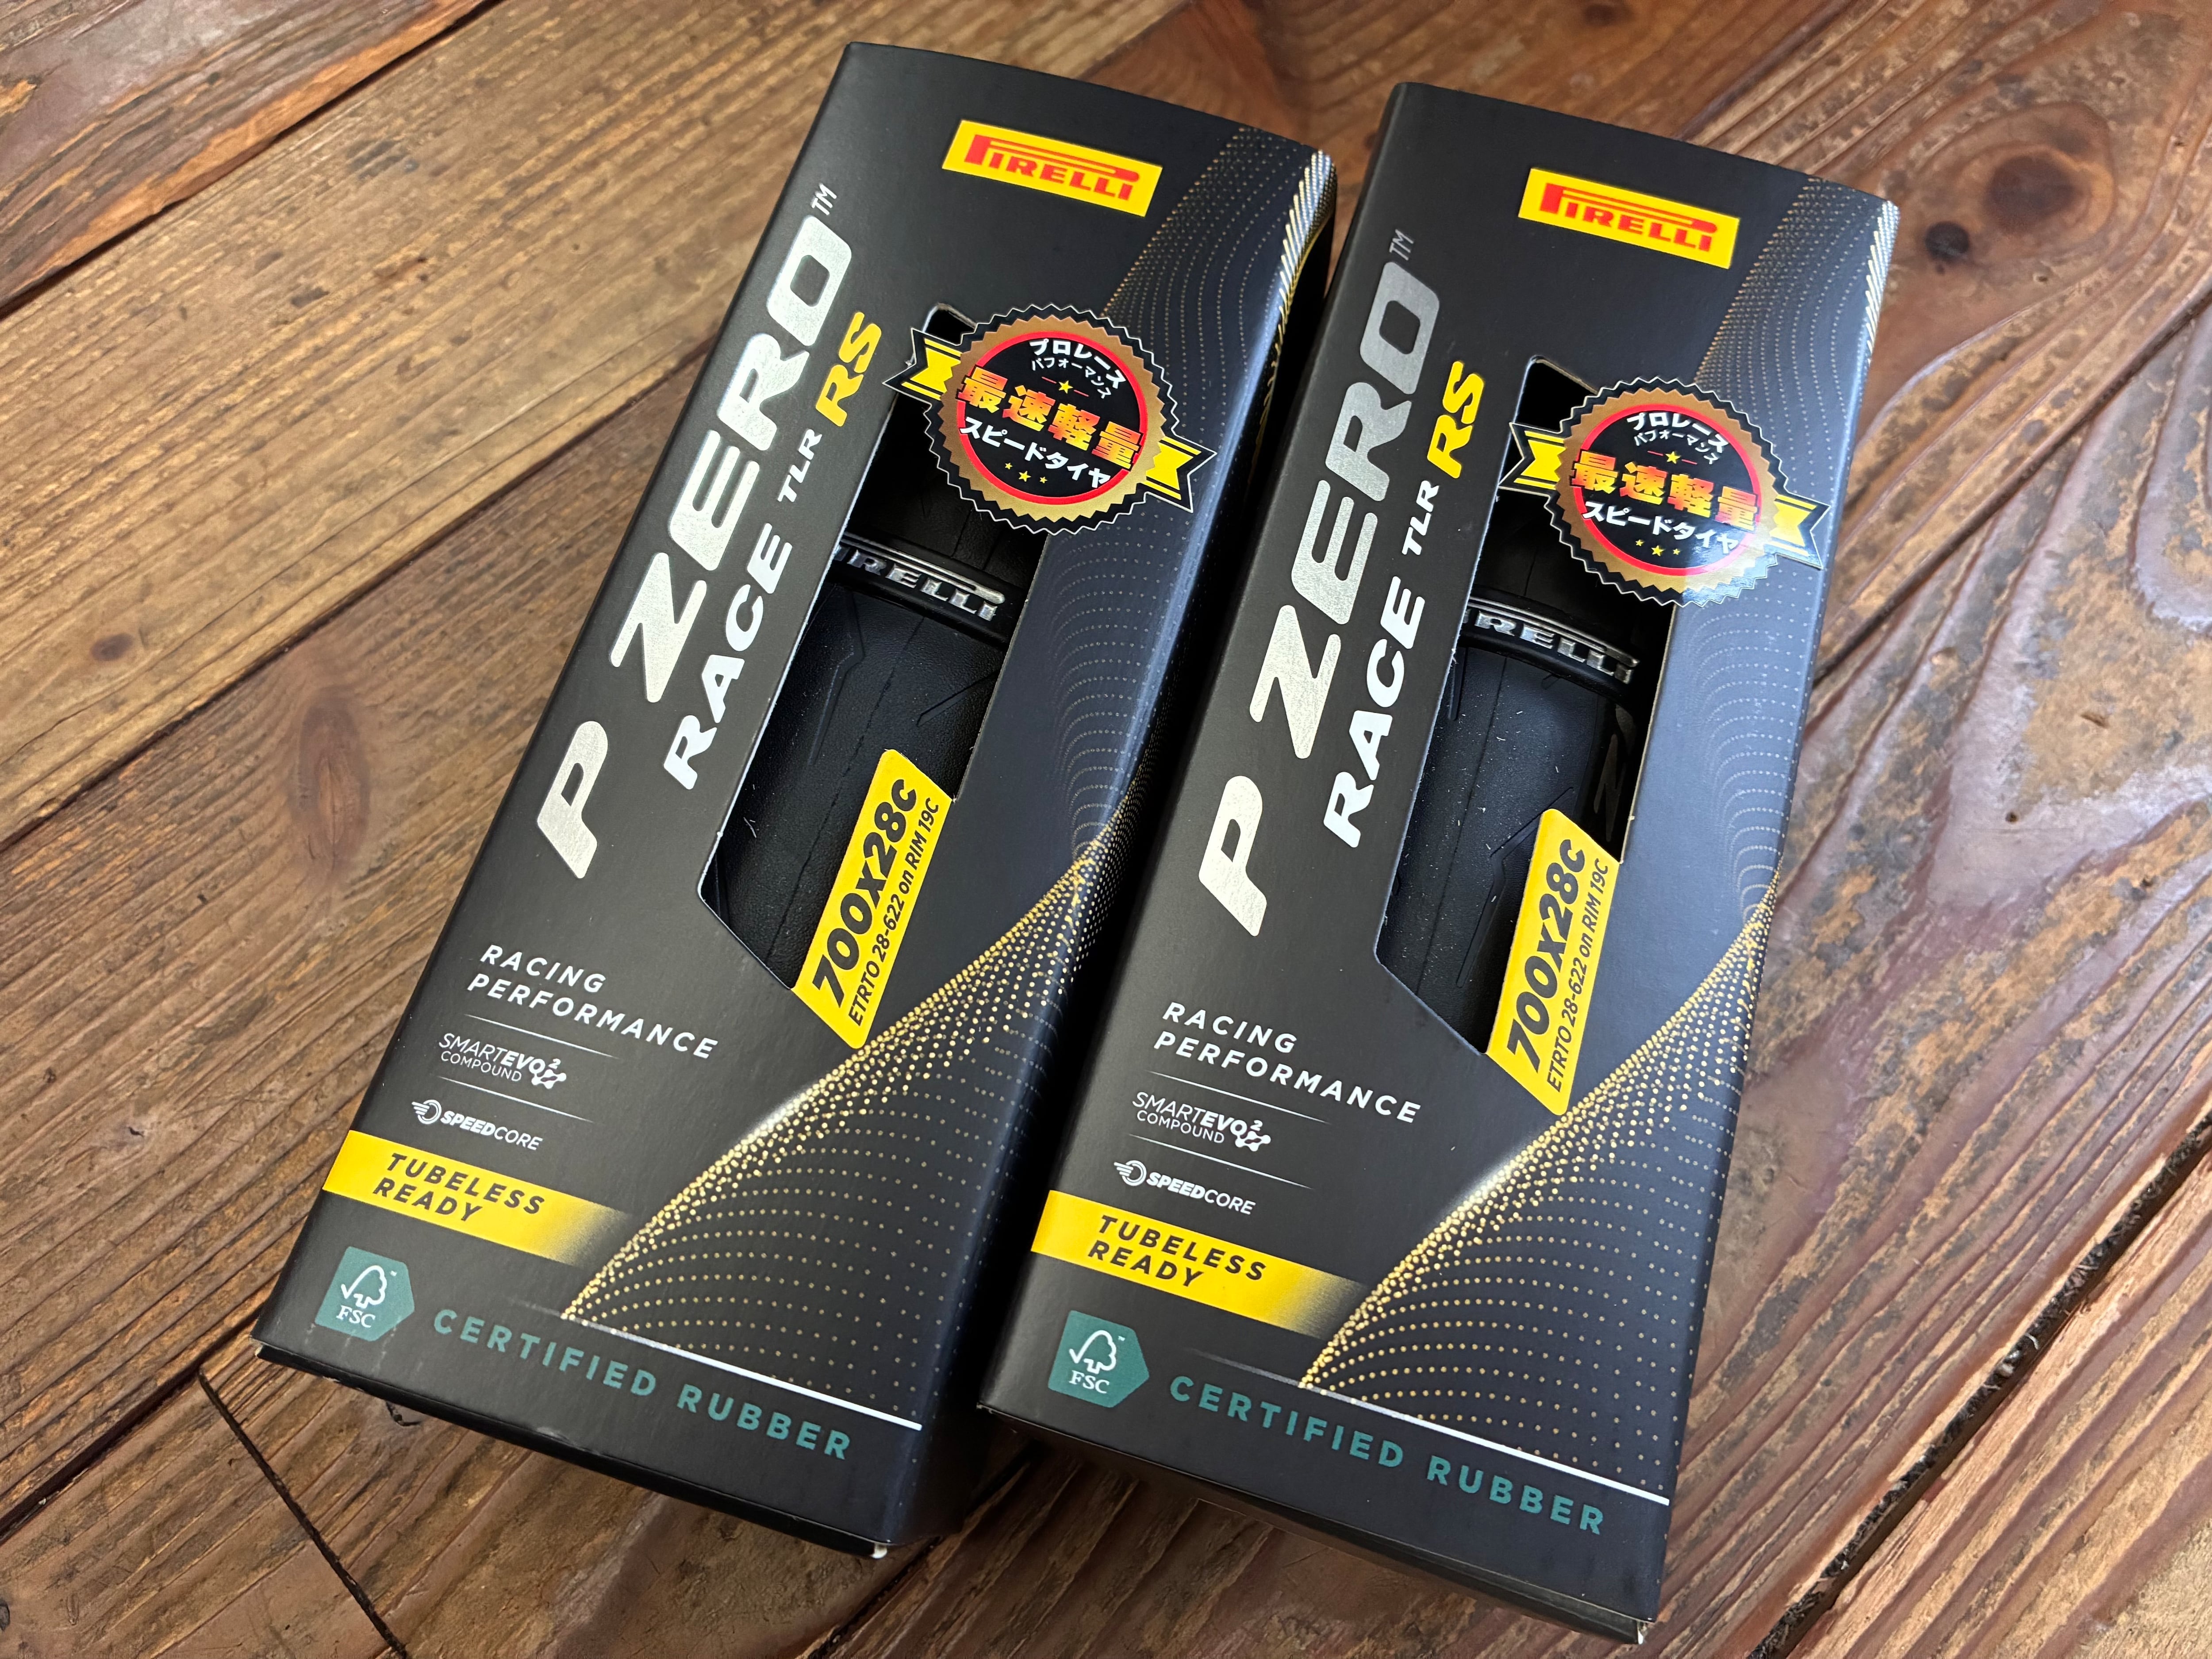 PIRELLI
P ZERO™
RACE TLR RS
プロレース
パフォーマンス
最速軽量
スピードタイヤ
PIRELLI
700x28C
ETRTO 28-622 on RIM 19C
RACING
PERFORMANCE
SMARTEVO2
COMPOUND
SPEEDCORE
TUBELESS
READY
FSC™
CERTIFIED RUBBER
PIRELLI
P ZERO™
RACE TLR RS
プロレース
パフォーマンス
最速軽量
スピードタイヤ
PIRELLI
700x28C
ETRTO 28-622 on RIM 19C
RACING
PERFORMANCE
SMARTEVO2
COMPOUND
SPEEDCORE
TUBELESS
READY
FSC™
CERTIFIED RUBBER